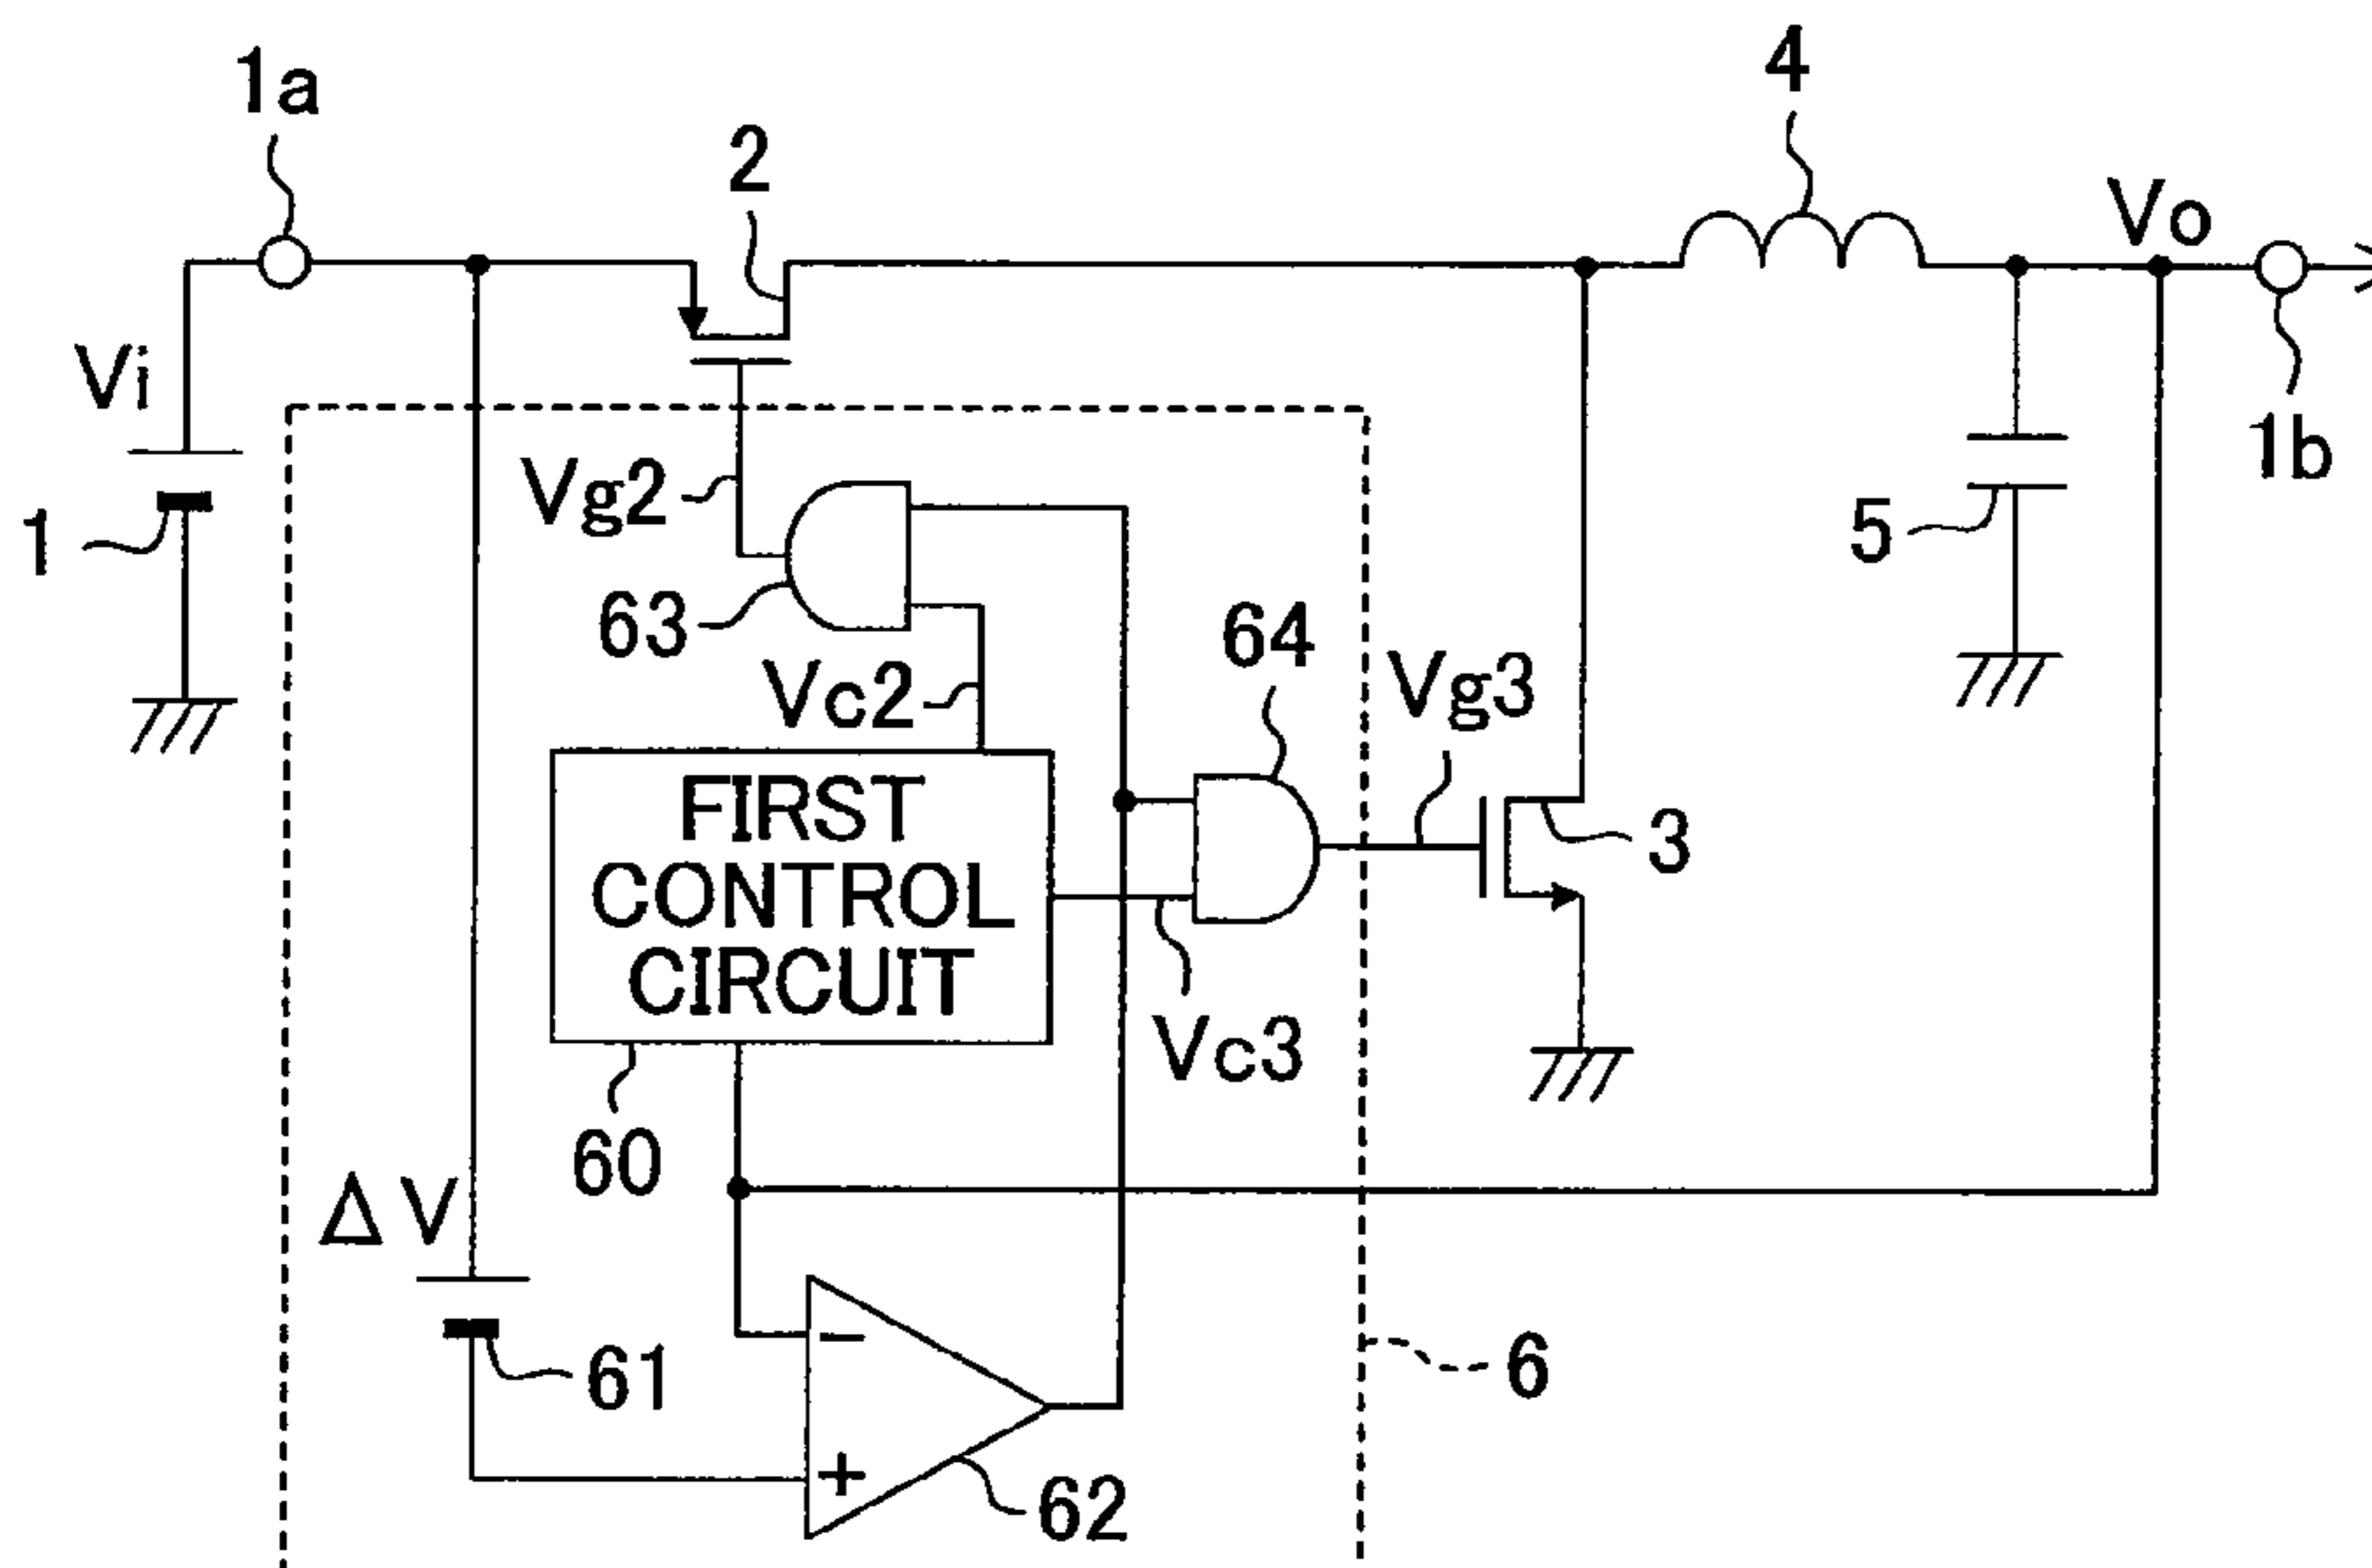 1a
2
4
Vo
Vi
1b
1
Vg2
5
63
64
Vc2
Vg3
FIRST
CONTROL
CIRCUIT
3
Vc3
60
ΔV
−
61
6
+
62